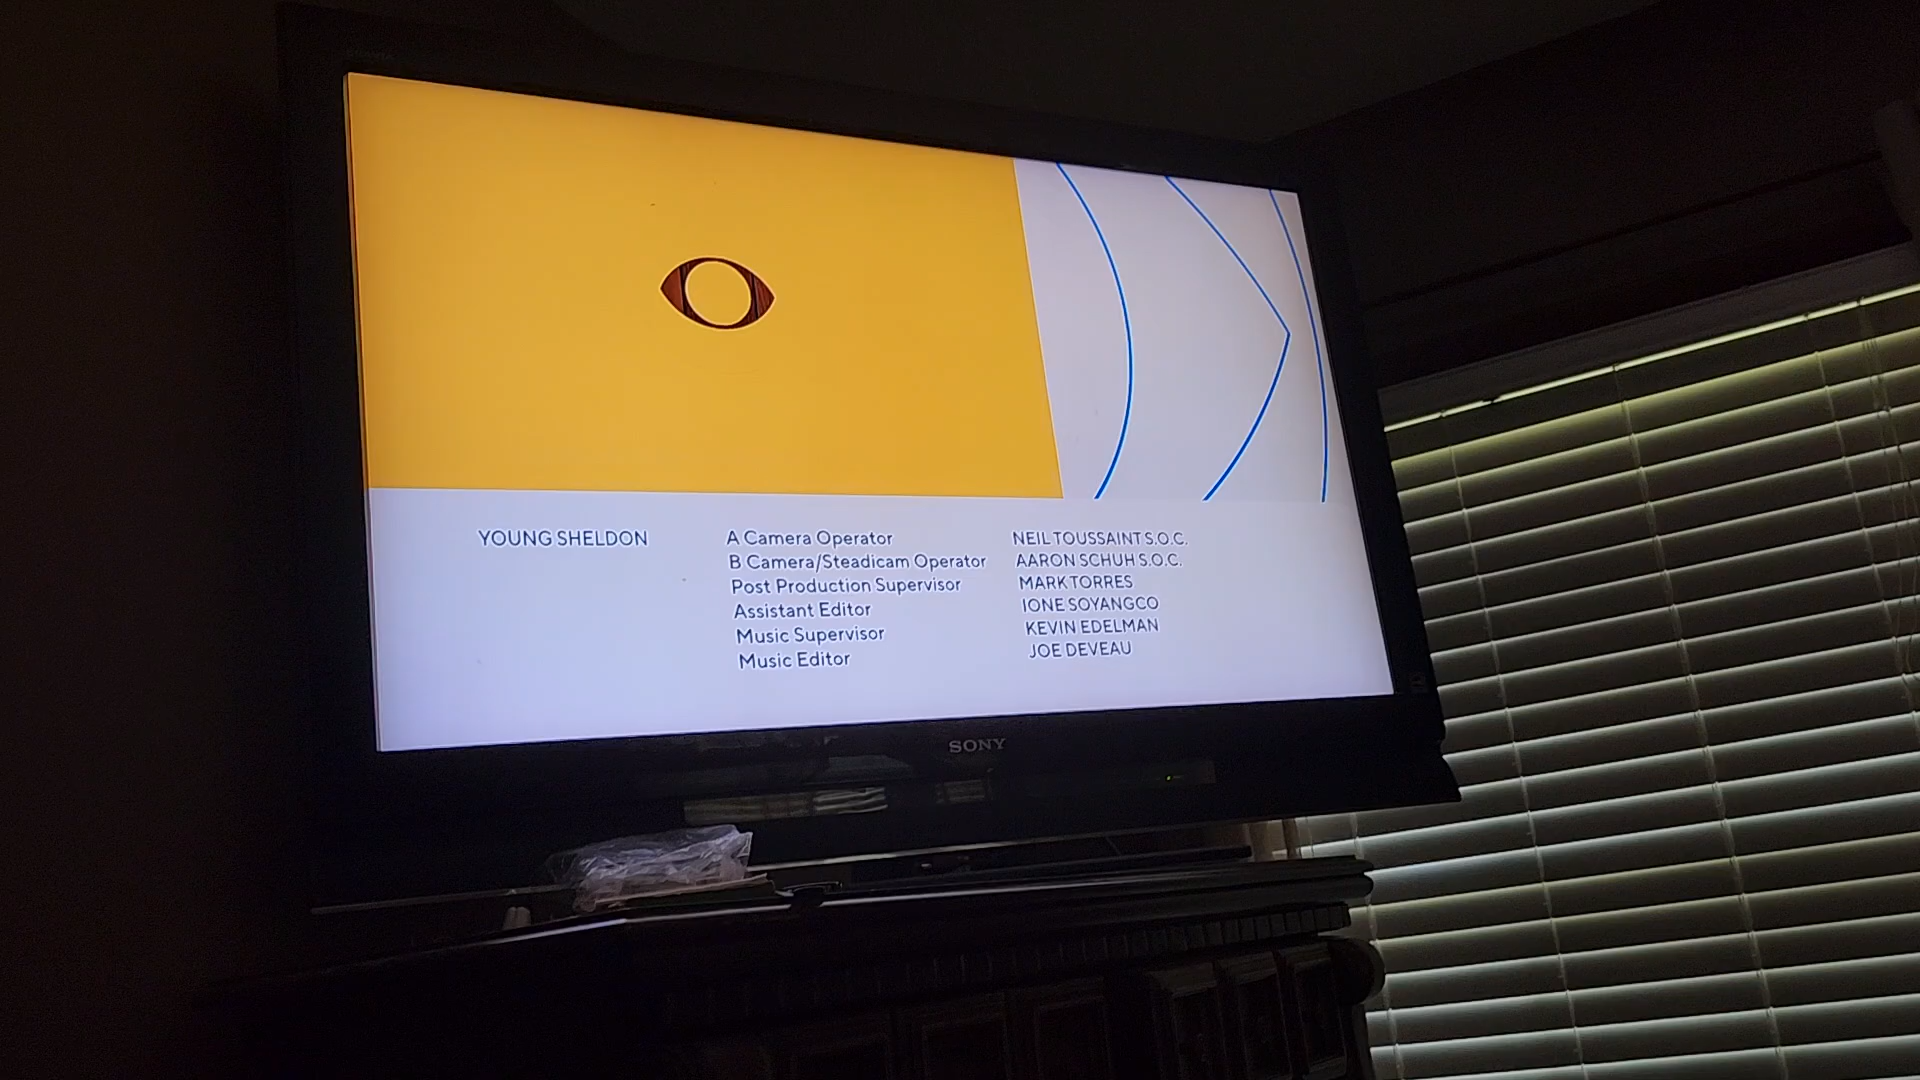 YOUNG SHELDON
A Camera Operator NEIL TOUSSAINT S.O.C.
B Camera/Steadicam Operator AARON SCHUH S.O.C.
Post Production Supervisor MARK TORRES
Assistant Editor IONE SOYANGCO
Music Supervisor KEVIN EDELMAN
Music Editor JOE DEVEAU
SONY